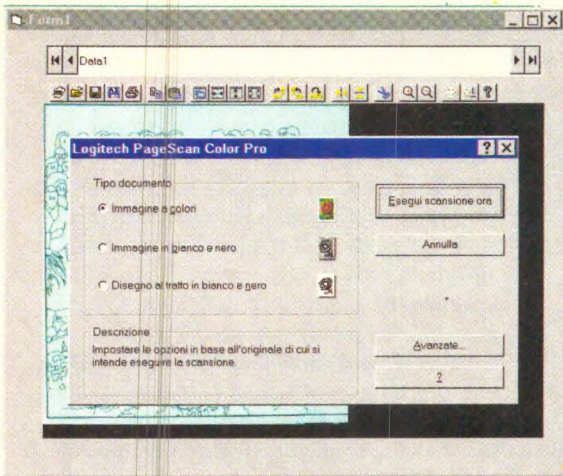 Form1
Data1
Logitech PageScan Color Pro
Tipo documento
Immagine a colori
Immagine in bianco e nero
Disegno al tratto in bianco e nero
Esegui scansione ora
Annulla
Descrizione
Impostare le opzioni in base all'originale di cui si
intende eseguire la scansione.
Avanzate...
?